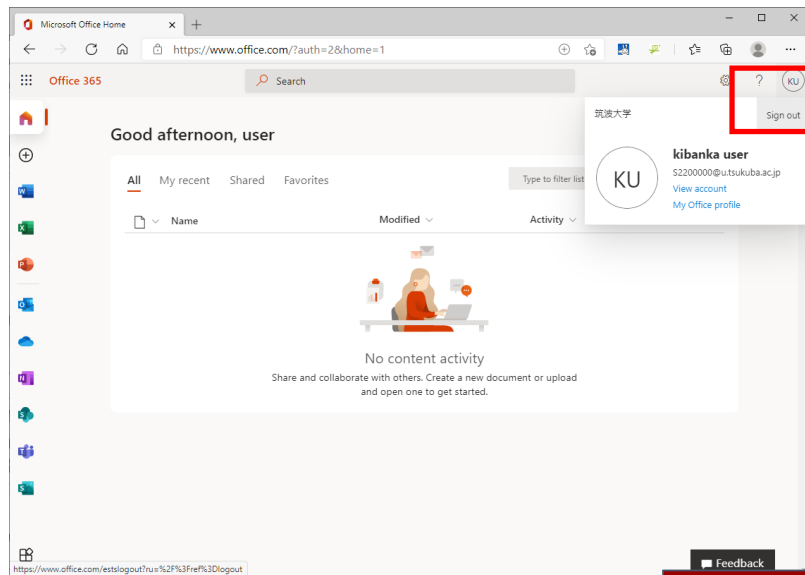 Microsoft Office Home
https://www.office.com/?auth=2&home=1
Office 365
Search
?
KU
筑波大学
Sign out
Good afternoon, user
KU
kibanka user
S2200000@u.tsukuba.ac.jp
View account
My Office profile
All My recent Shared Favorites
Type to filter list
Name Modified Activity
No content activity
Share and collaborate with others. Create a new document or upload
and open one to get started.
Feedback
https://www.office.com/estslogout?ru=%2F%3Fref%3Dlogout